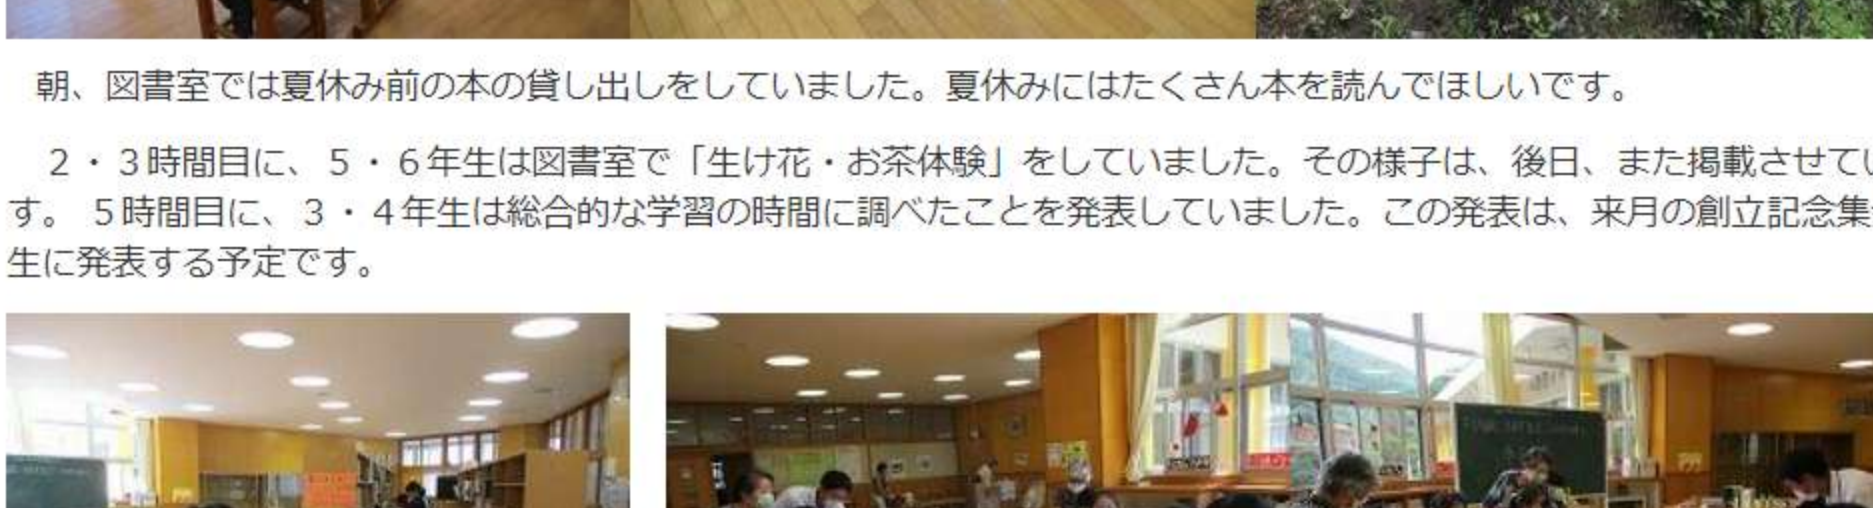 朝、図書室では夏休み前の本の貸し出しをしていました。夏休みにはたくさん本を読んでほしいです。
２・３時間目に、５・６年生は図書室で「生け花・お茶体験」をしていました。その様子は、後日、また掲載させてい
す。 ５時間目に、３・４年生は総合的な学習の時間に調べたことを発表していました。この発表は、来月の創立記念集
生に発表する予定です。